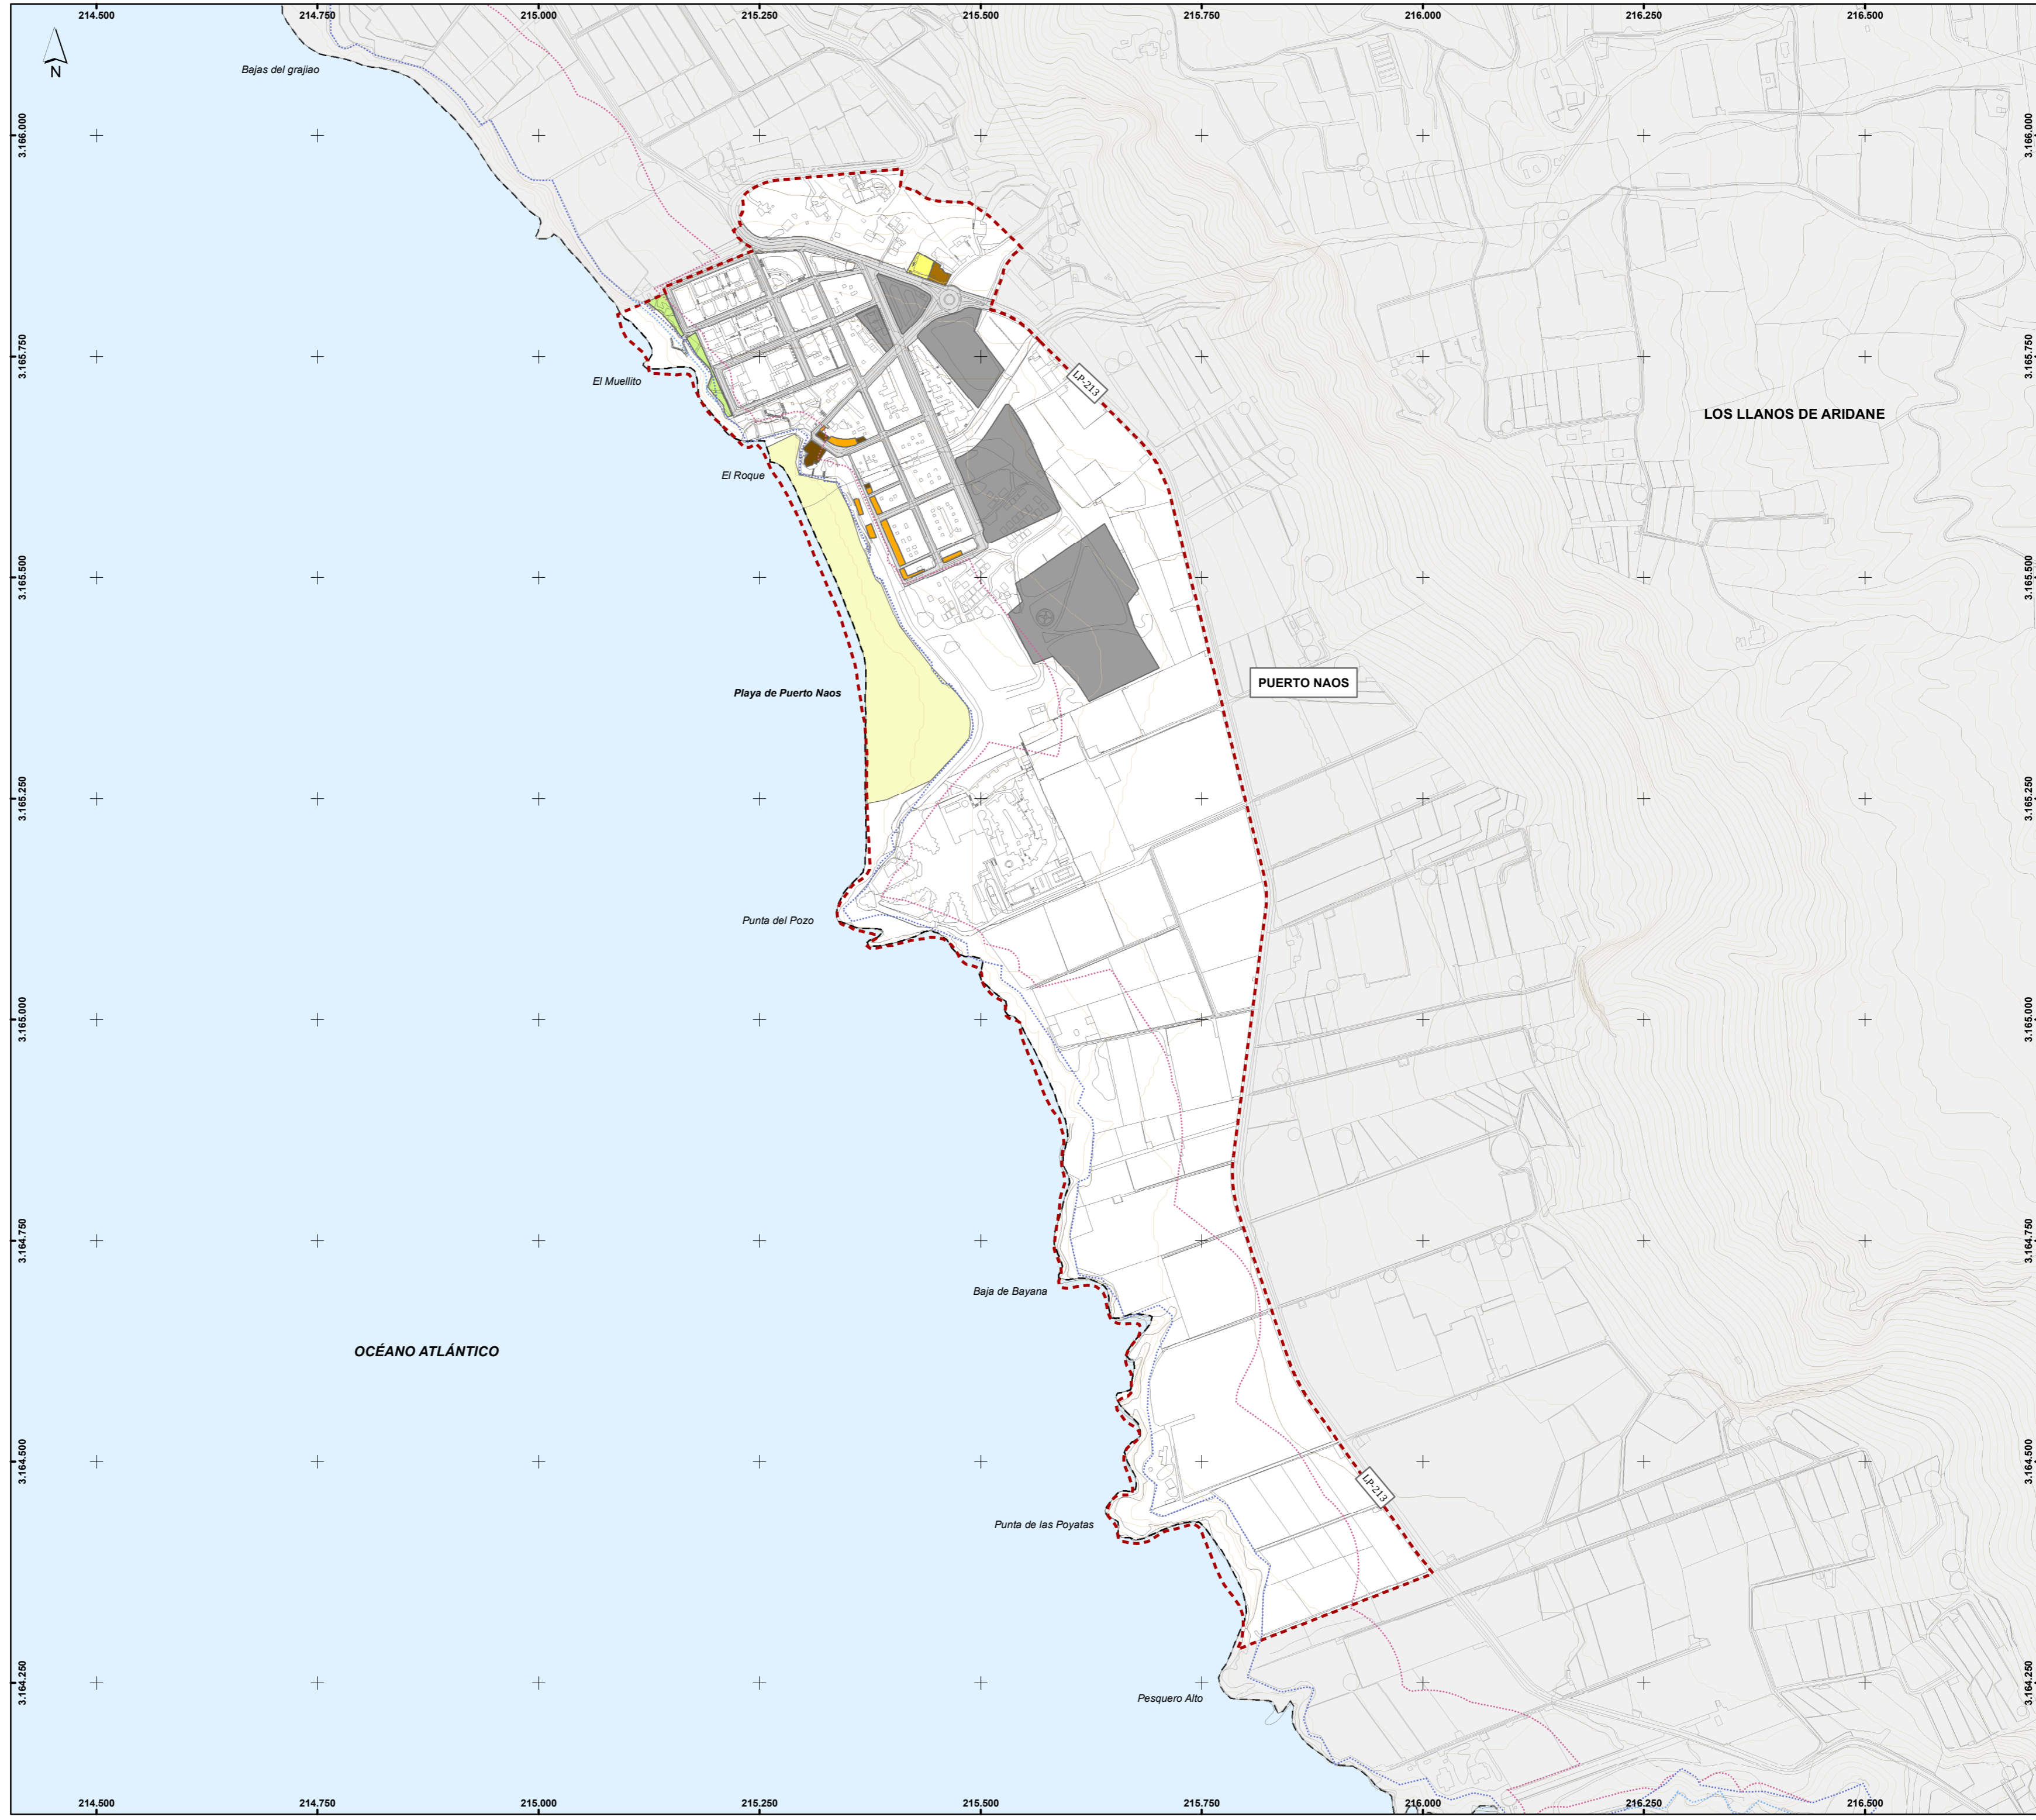 214.500 214.750 215.000 215.250 215.500 215.750 216.000 216.250 216.500
N
Bajas del grajiao
3.166.000 3.166.000
3.165.750 3.165.750
El Muellito
LP-213
LOS LLANOS DE ARIDANE
El Roque
3.165.500 3.165.500
PUERTO NAOS
Playa de Puerto Naos
3.165.250 3.165.250
Punta del Pozo
3.165.000 3.165.000
3.164.750 3.164.750
Baja de Bayana
OCÉANO ATLÁNTICO
3.164.500 3.164.500
LP-213
Punta de las Poyatas
3.164.250 3.164.250
Pesquero Alto
214.500 214.750 215.000 215.250 215.500 215.750 216.000 216.250 216.500